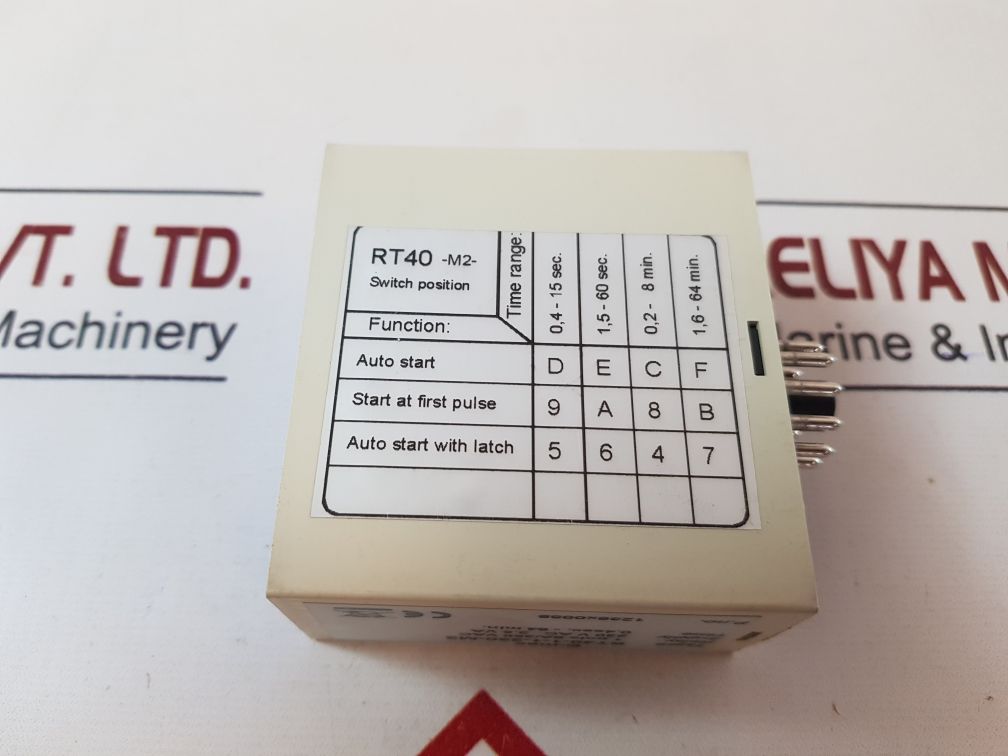 VT. LTD.
Machinery
ELIYA M
arine & In
RT40 -M2-
Switch position
Time range:
0,4 - 15 sec.
1,5 - 60 sec.
0,2 - 8 min.
1,6 - 64 min.
Function:
Auto start D E C F
Start at first pulse 9 A 8 B
Auto start with latch 5 6 4 7
CE